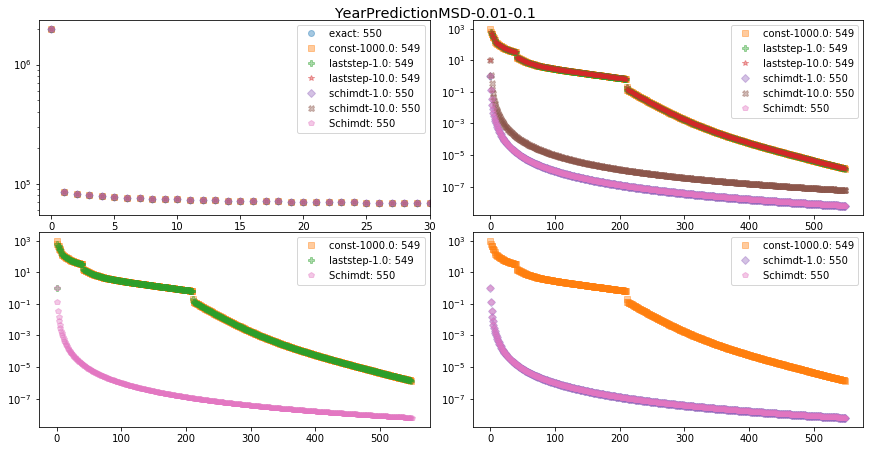 YearPredictionMSD-0.01-0.1
10^6
10^5
exact: 550
const-1000.0: 549
laststep-1.0: 549
laststep-10.0: 549
schimdt-1.0: 550
schimdt-10.0: 550
Schimdt: 550
0 5 10 15 20 25 30
10^3
10^1
10^-1
10^-3
10^-5
10^-7
const-1000.0: 549
laststep-1.0: 549
laststep-10.0: 549
schimdt-1.0: 550
schimdt-10.0: 550
Schimdt: 550
0 100 200 300 400 500
10^3
10^1
10^-1
10^-3
10^-5
10^-7
const-1000.0: 549
laststep-1.0: 549
Schimdt: 550
0 100 200 300 400 500
10^3
10^1
10^-1
10^-3
10^-5
10^-7
const-1000.0: 549
schimdt-1.0: 550
Schimdt: 550
0 100 200 300 400 500